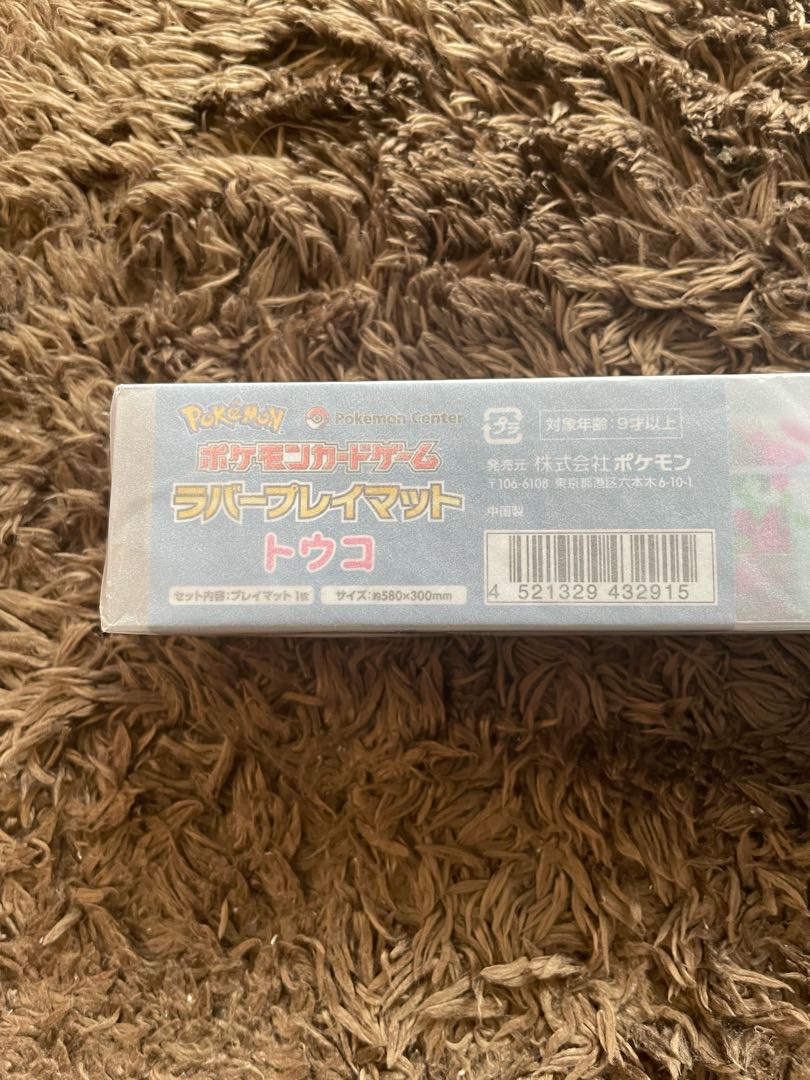 POKÉMON
Pokémon Center
ポケモンカードゲーム
ラバープレイマット
トウコ
セット内容:プレイマット 1枚
サイズ:約580×300mm
プラ
対象年齢:9才以上
発売元 株式会社ポケモン
〒106-6108 東京都港区六本木6-10-1
中国製
4 521329 432915